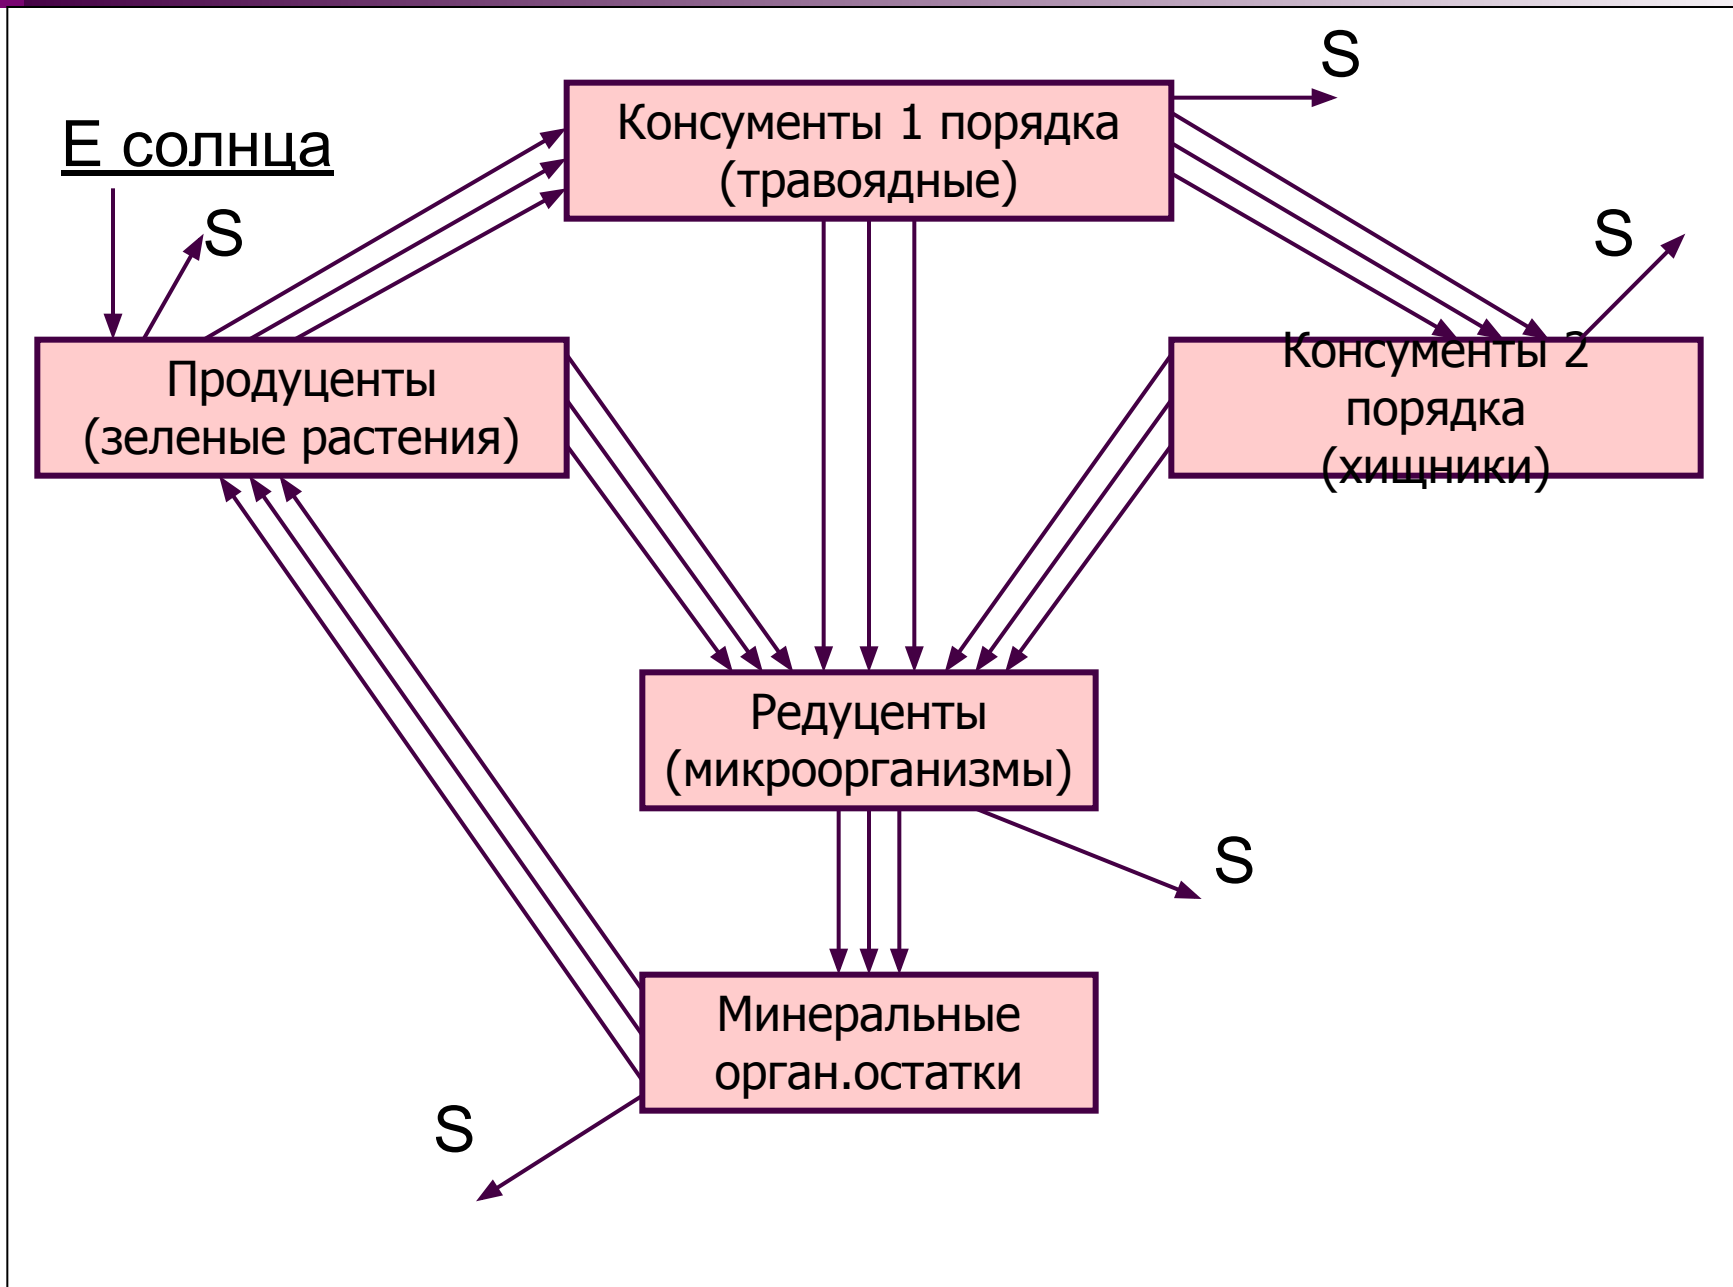 S
Е солнца
Консументы 1 порядка
(травоядные)
S
S
Продуценты
(зеленые растения)
Консументы 2
порядка
(хищники)
Редуценты
(микроорганизмы)
S
Минеральные
орган.остатки
S